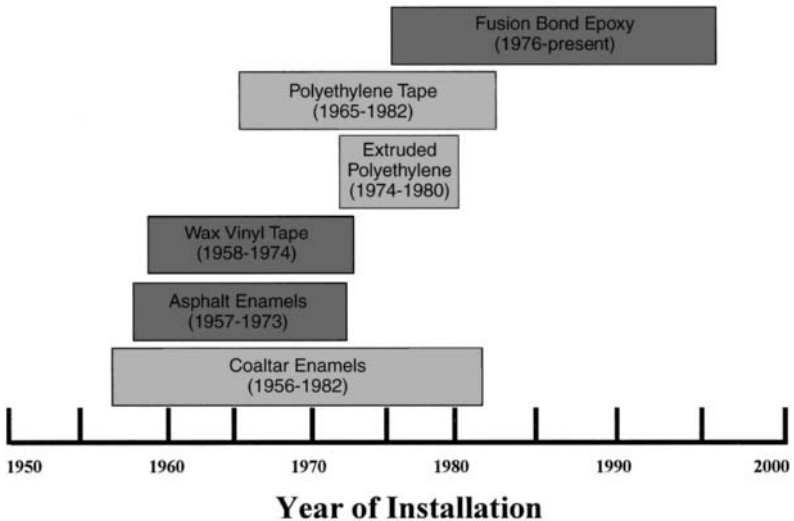 Fusion Bond Epoxy
(1976-present)
Polyethylene Tape
(1965-1982)
Extruded
Polyethylene
(1974-1980)
Wax Vinyl Tape
(1958-1974)
Asphalt Enamels
(1957-1973)
Coaltar Enamels
(1956-1982)
1950 1960 1970 1980 1990 2000
Year of Installation